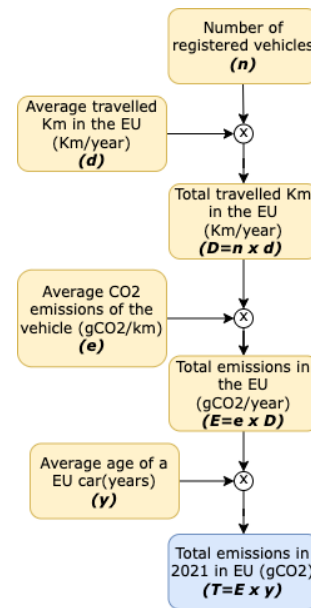 Number of
registered vehicles
(n)
Average travelled
Km in the EU
(Km/year)
(d)
x
Total travelled Km
in the EU
(Km/year)
(D=n x d)
Average CO2
emissions of the
vehicle (gCO2/km)
(e)
x
Total emissions in
the EU
(gCO2/year)
(E=e x D)
Average age of a
EU car(years)
(y)
x
Total emissions in
2021 in EU (gCO2)
(T=E x y)